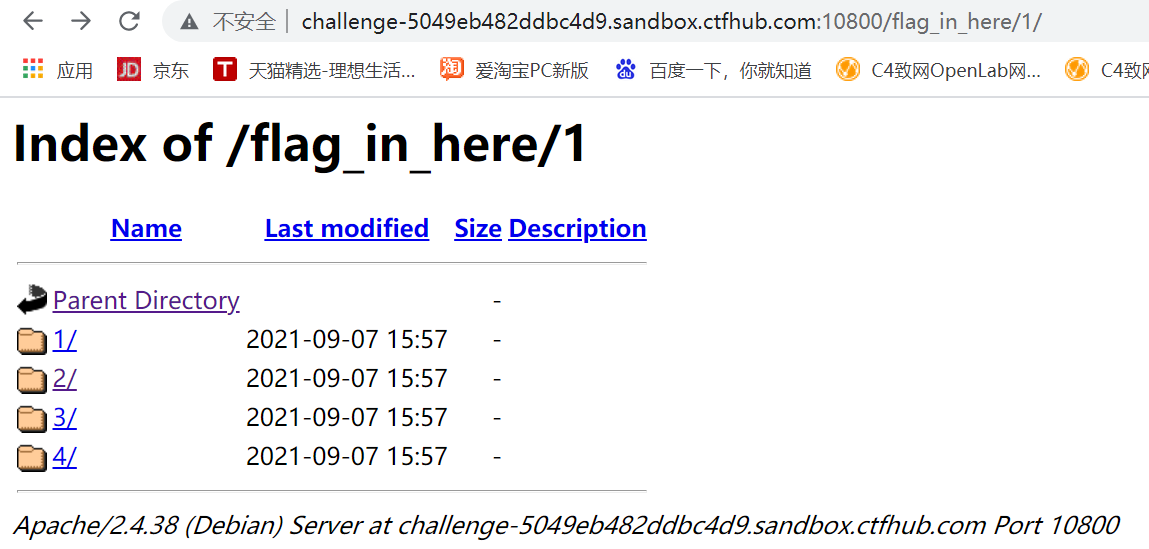 不安全 | challenge-5049eb482ddbc4d9.sandbox.ctfhub.com:10800/flag_in_here/1/
应用 JD 京东 T 天猫精选-理想生活... 淘 爱淘宝PC新版 百度一下，你就知道 C4致网OpenLab网... C4致网
Index of /flag_in_here/1
Name Last modified Size Description
Parent Directory -
1/ 2021-09-07 15:57 -
2/ 2021-09-07 15:57 -
3/ 2021-09-07 15:57 -
4/ 2021-09-07 15:57 -
Apache/2.4.38 (Debian) Server at challenge-5049eb482ddbc4d9.sandbox.ctfhub.com Port 10800